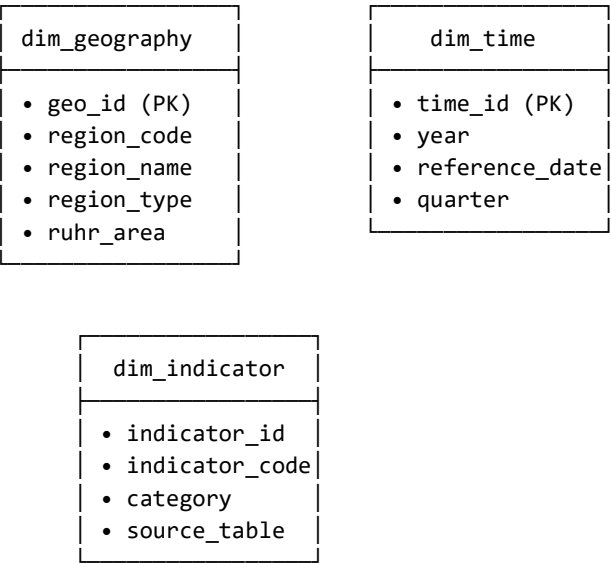 dim_geography
• geo_id (PK)
• region_code
• region_name
• region_type
• ruhr_area
dim_time
• time_id (PK)
• year
• reference_date
• quarter
dim_indicator
• indicator_id
• indicator_code
• category
• source_table